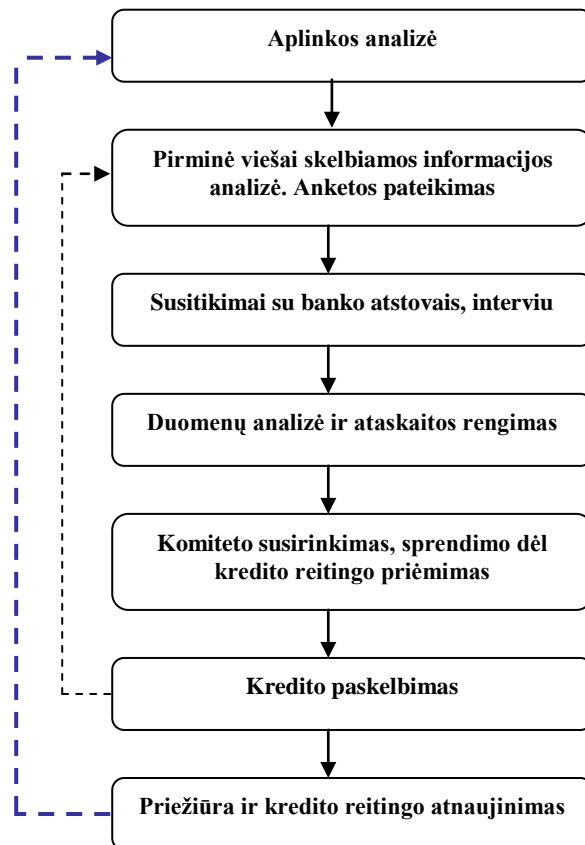 Aplinkos analizė
Pirminė viešai skelbiamos informacijos
analizė. Anketos pateikimas
Susitikimai su banko atstovais, interviu
Duomenų analizė ir ataskaitos rengimas
Komiteto susirinkimas, sprendimo dėl
kredito reitingo priėmimas
Kredito paskelbimas
Priežiūra ir kredito reitingo atnaujinimas